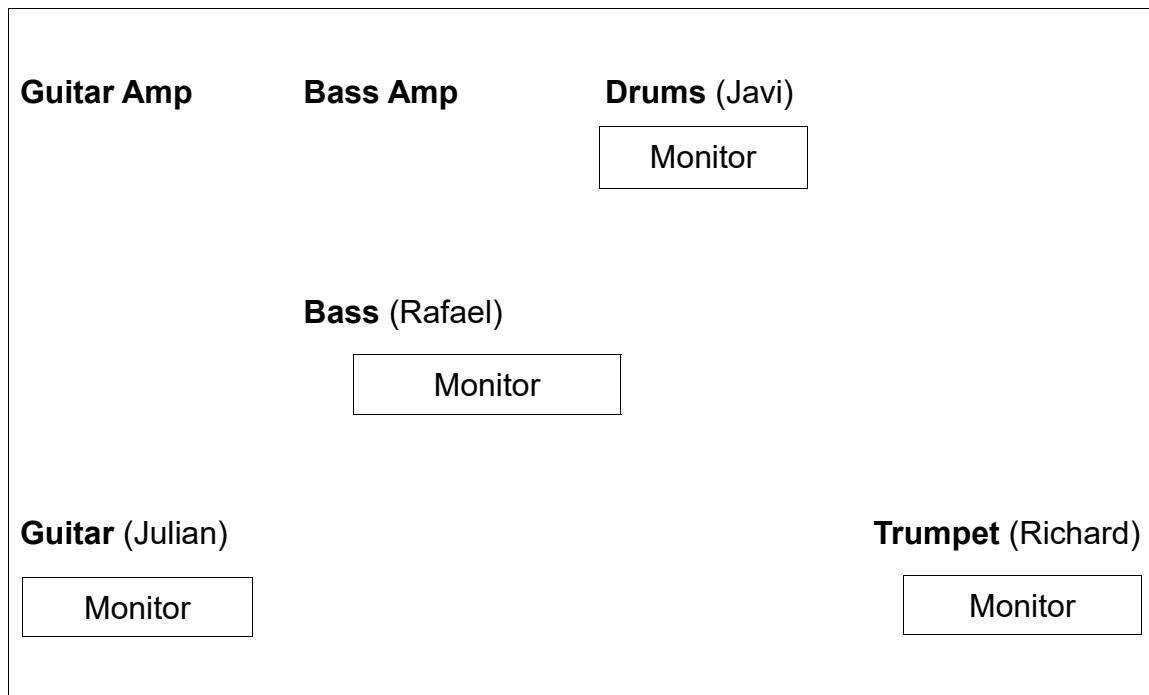 Guitar Amp Bass Amp Drums (Javi)
Monitor
Bass (Rafael)
Monitor
Guitar (Julian) Trumpet (Richard)
Monitor Monitor